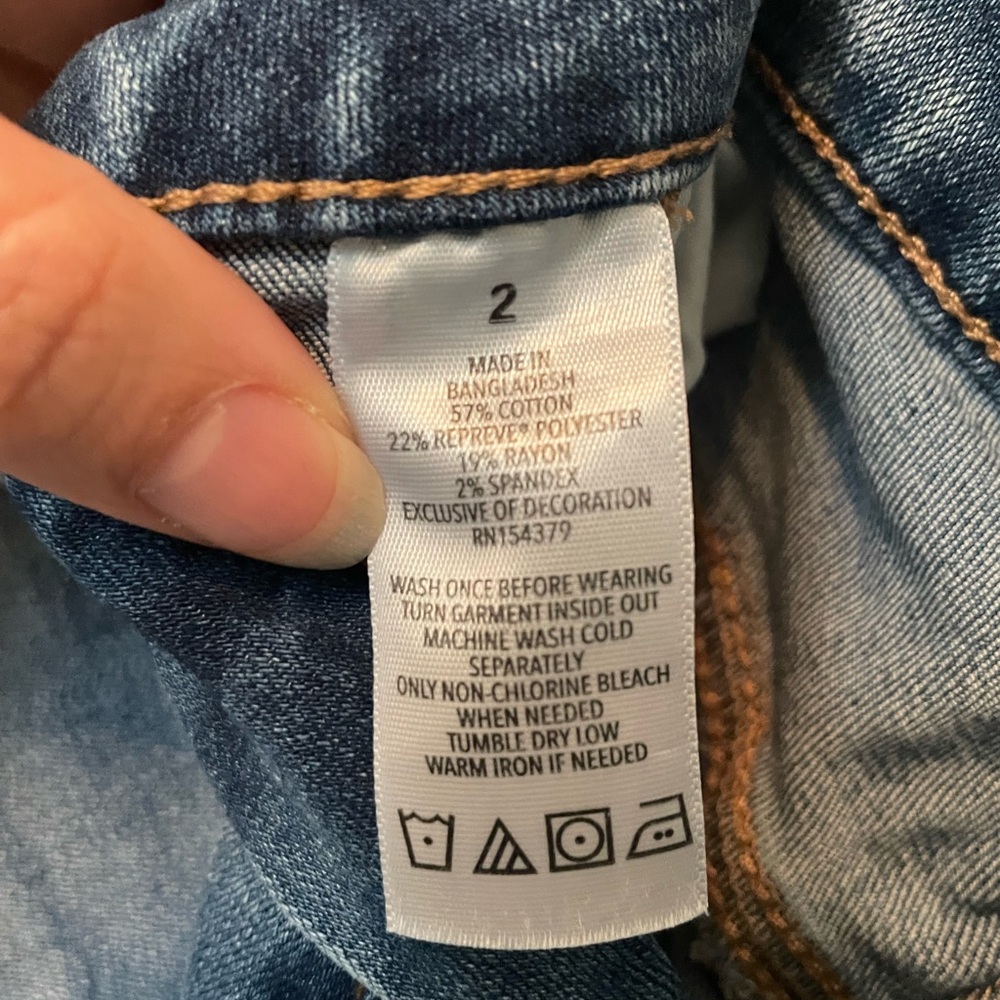 2
MADE IN
BANGLADESH
57% COTTON
22% REPREVE® POLYESTER
19% RAYON
2% SPANDEX
EXCLUSIVE OF DECORATION
RN154379
WASH ONCE BEFORE WEARING
TURN GARMENT INSIDE OUT
MACHINE WASH COLD
SEPARATELY
ONLY NON-CHLORINE BLEACH
WHEN NEEDED
TUMBLE DRY LOW
WARM IRON IF NEEDED